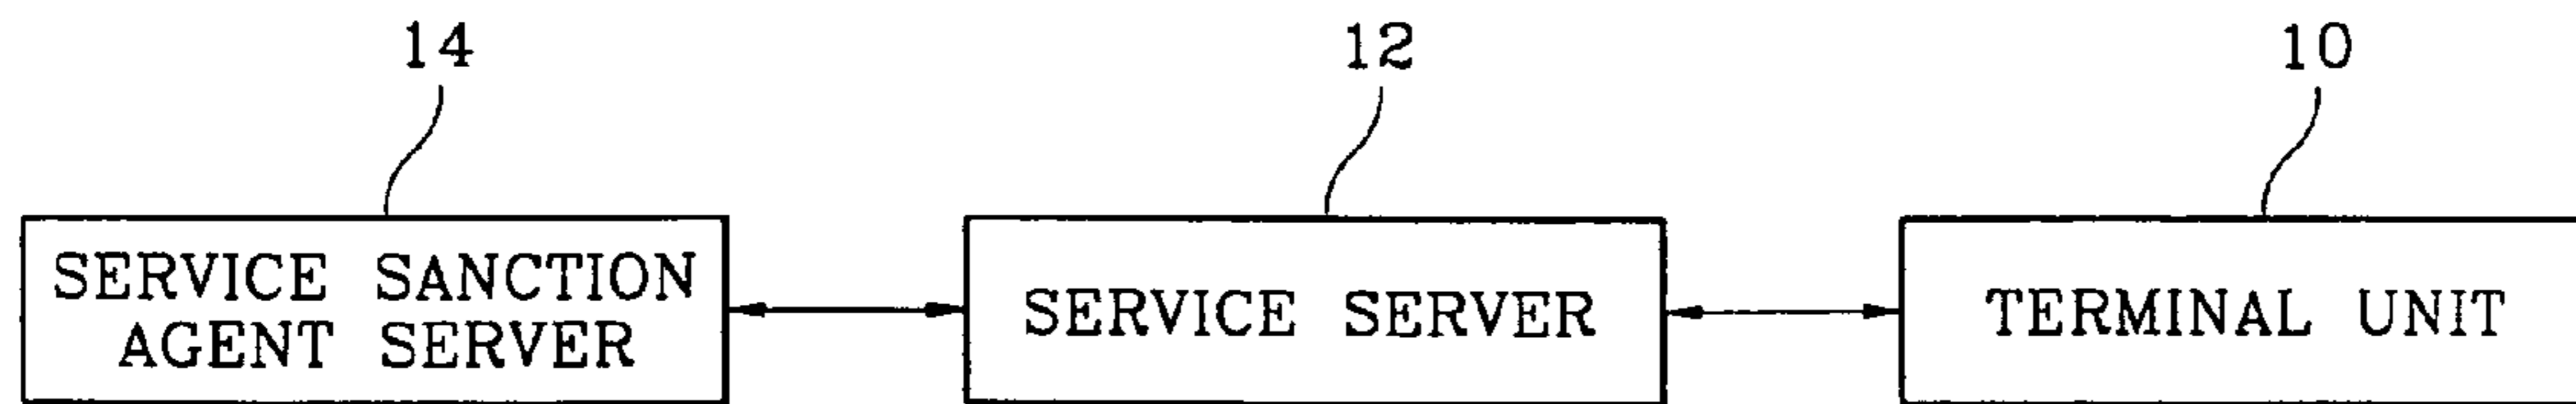 14
12
10
SERVICE SANCTION
AGENT SERVER
SERVICE SERVER
TERMINAL UNIT